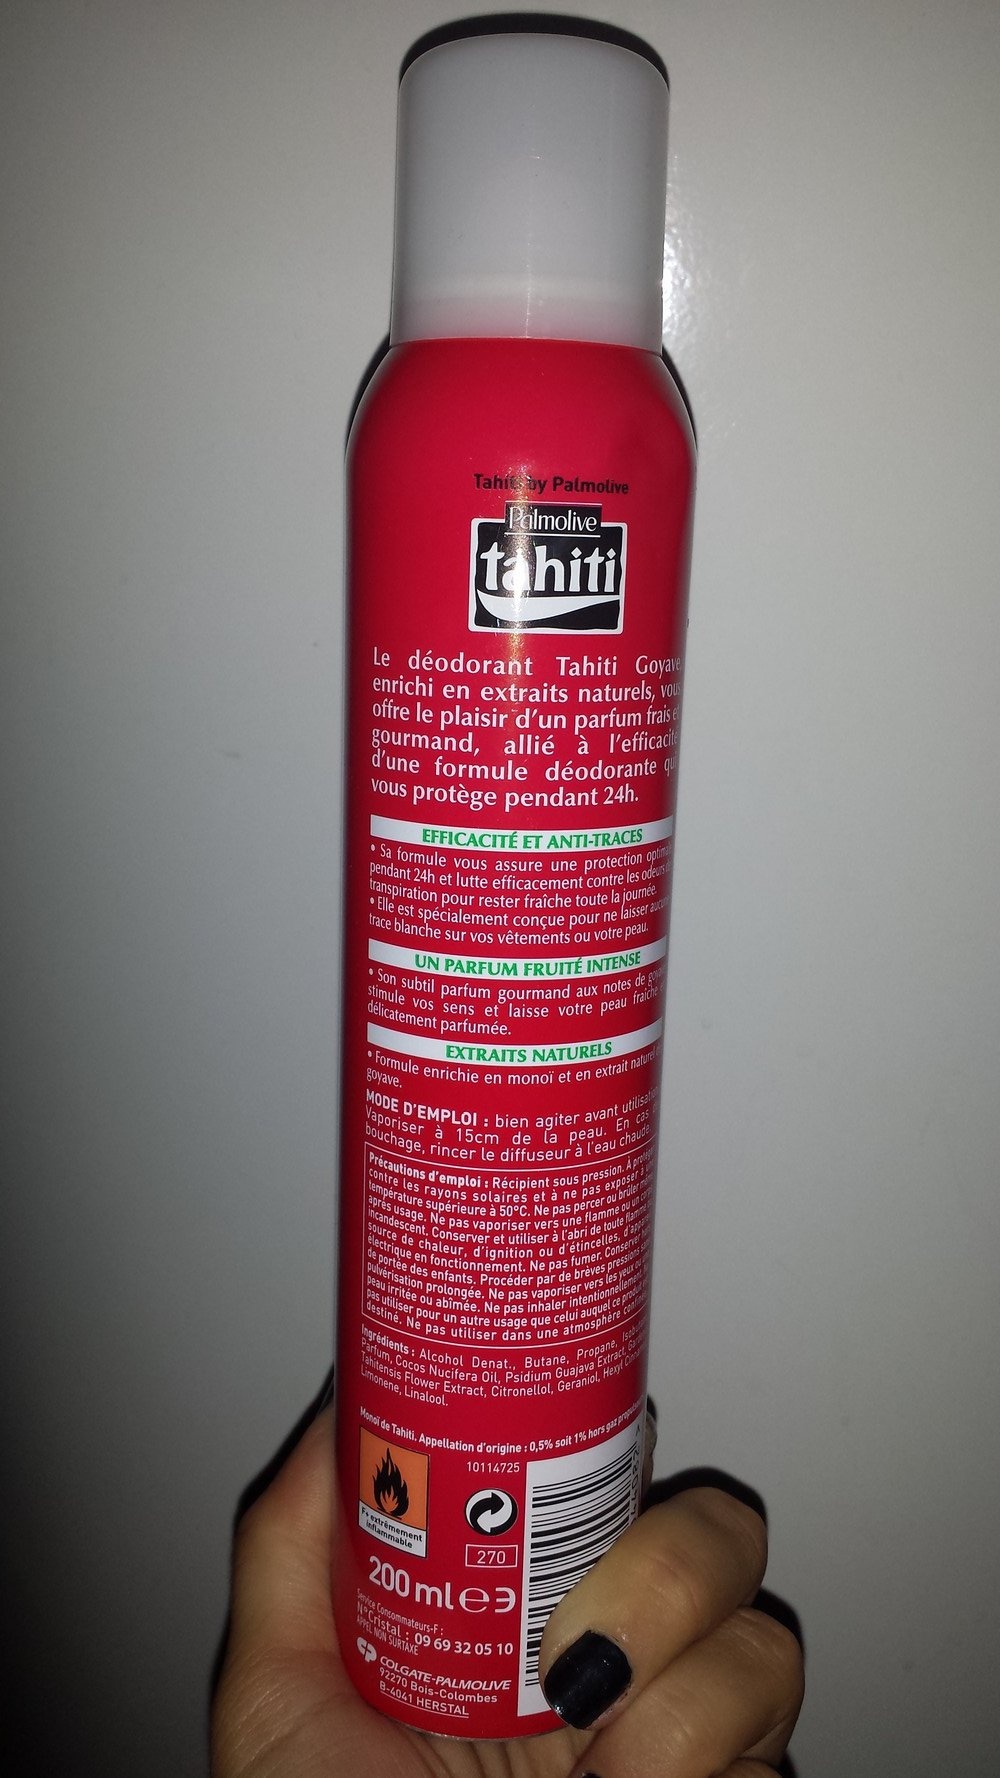 Tahiti by Palmolive
Palmolive
tahiti
Le déodorant Tahiti Goyave
enrichi en extraits naturels, vous
offre le plaisir d'un parfum frais et
gourmand, allié à l'efficacité
d'une formule déodorante qui
vous protège pendant 24h.
EFFICACITÉ ET ANTI-TRACES
• Sa formule vous assure une protection
pendant 24h et lutte efficacement contre les odeurs
transpiration pour rester fraîche toute la journée.
• Elle est spécialement conçue pour ne laisser
trace blanche sur vos vêtements ou votre peau.
UN PARFUM FRUITÉ INTENSE
• Son subtil parfum gourmand aux notes de
stimule vos sens et laisse votre peau fraîche
délicatement parfumée.
EXTRAITS NATURELS
• Formule enrichie en monoï et en extrait naturel
goyave.
MODE D'EMPLOI : bien agiter avant utilisation.
Vaporiser à 15cm de la peau. En cas
bouchage, rincer le diffuseur à l'eau chaude.
Précautions d'emploi : Récipient sous pression. À protéger
contre les rayons solaires et à ne pas exposer à
température supérieure à 50°C. Ne pas percer ou brûler même
après usage. Ne pas vaporiser vers une flamme ou un corps
incandescent. Conserver et utiliser à l'abri de toute flamme
source de chaleur, d'ignition ou d'étincelles, d'appareil
électrique en fonctionnement. Ne pas fumer. Conserver
de portée des enfants. Procéder par de brèves pressions
pulvérisation prolongée. Ne pas vaporiser vers les yeux ou
peau irritée ou abîmée. Ne pas inhaler intentionnellement.
pas utiliser pour un autre usage que celui auquel ce produit
destiné. Ne pas utiliser dans une atmosphère
Ingrédients : Alcohol Denat., Butane, Propane,
Parfum, Cocos Nucifera Oil, Psidium Guajava Extract,
Tahitensis Flower Extract, Citronellol, Geraniol, Hexyl
Limonene, Linalool.
Monoï de Tahiti. Appellation d'origine : 0,5% soit 1% hors gaz
10114725
F+ extrêmement
inflammable
270
200 ml e
Service Consommateurs-F :
N° Cristal : 09 69 32 05 10
APPEL NON SURTAXE
CP COLGATE-PALMOLIVE
92270 Bois-Colombes
B-4041 HERSTAL